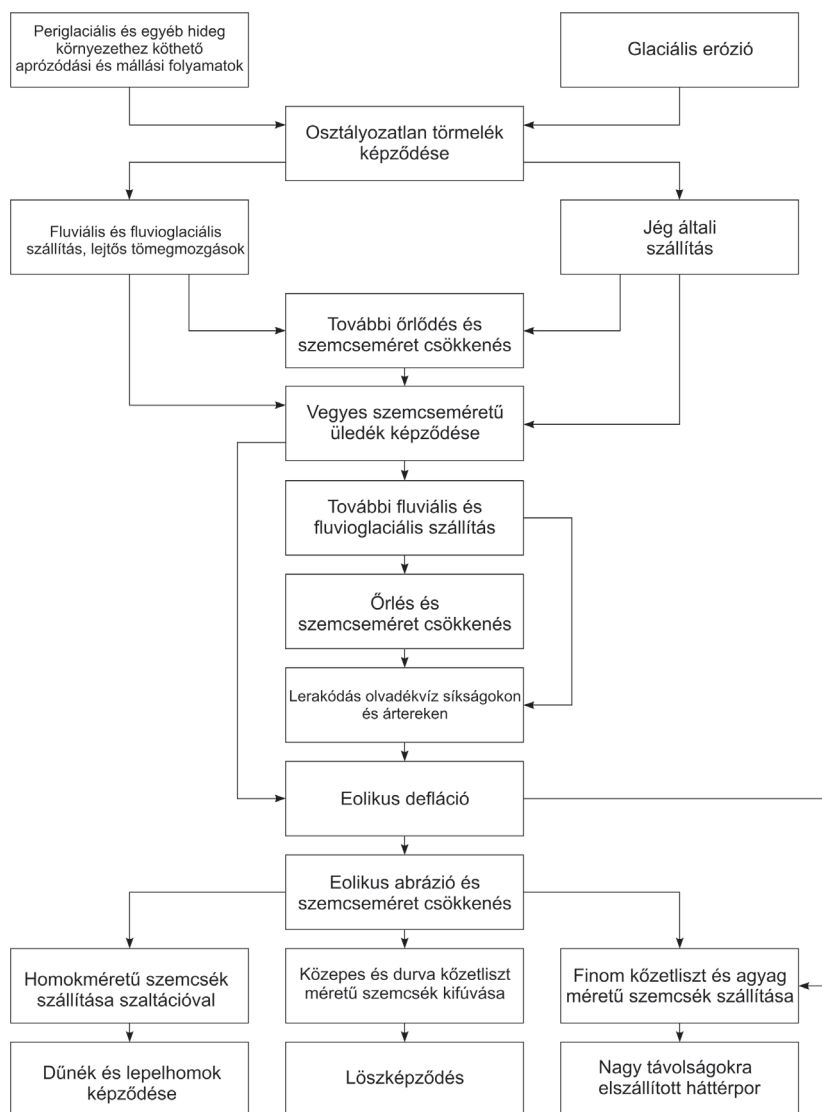 Periglaciális és egyéb hideg
környezethez köthető
aprózódási és mállási folyamatok
Glaciális erózió
Osztályozatlan törmelék
képződése
Fluviális és fluvioglaciális
szállítás, lejtős tömegmozgások
Jég általi
szállítás
További őrlődés és
szemcseméret csökkenés
Vegyes szemcseméretű
üledék képződése
További fluviális és
fluvioglaciális szállítás
Őrlés és
szemcseméret csökkenés
Lerakódás olvadékvíz síkságokon
és ártereken
Eolikus defláció
Eolikus abrázió és
szemcseméret csökkenés
Homokméretű szemcsék
szállítása szaltációval
Közepes és durva kőzetliszt
méretű szemcsék kifúvása
Finom kőzetliszt és agyag
méretű szemcsék szállítása
Dűnék és lepelhomok
képződése
Löszképződés
Nagy távolságokra
elszállított háttérpor